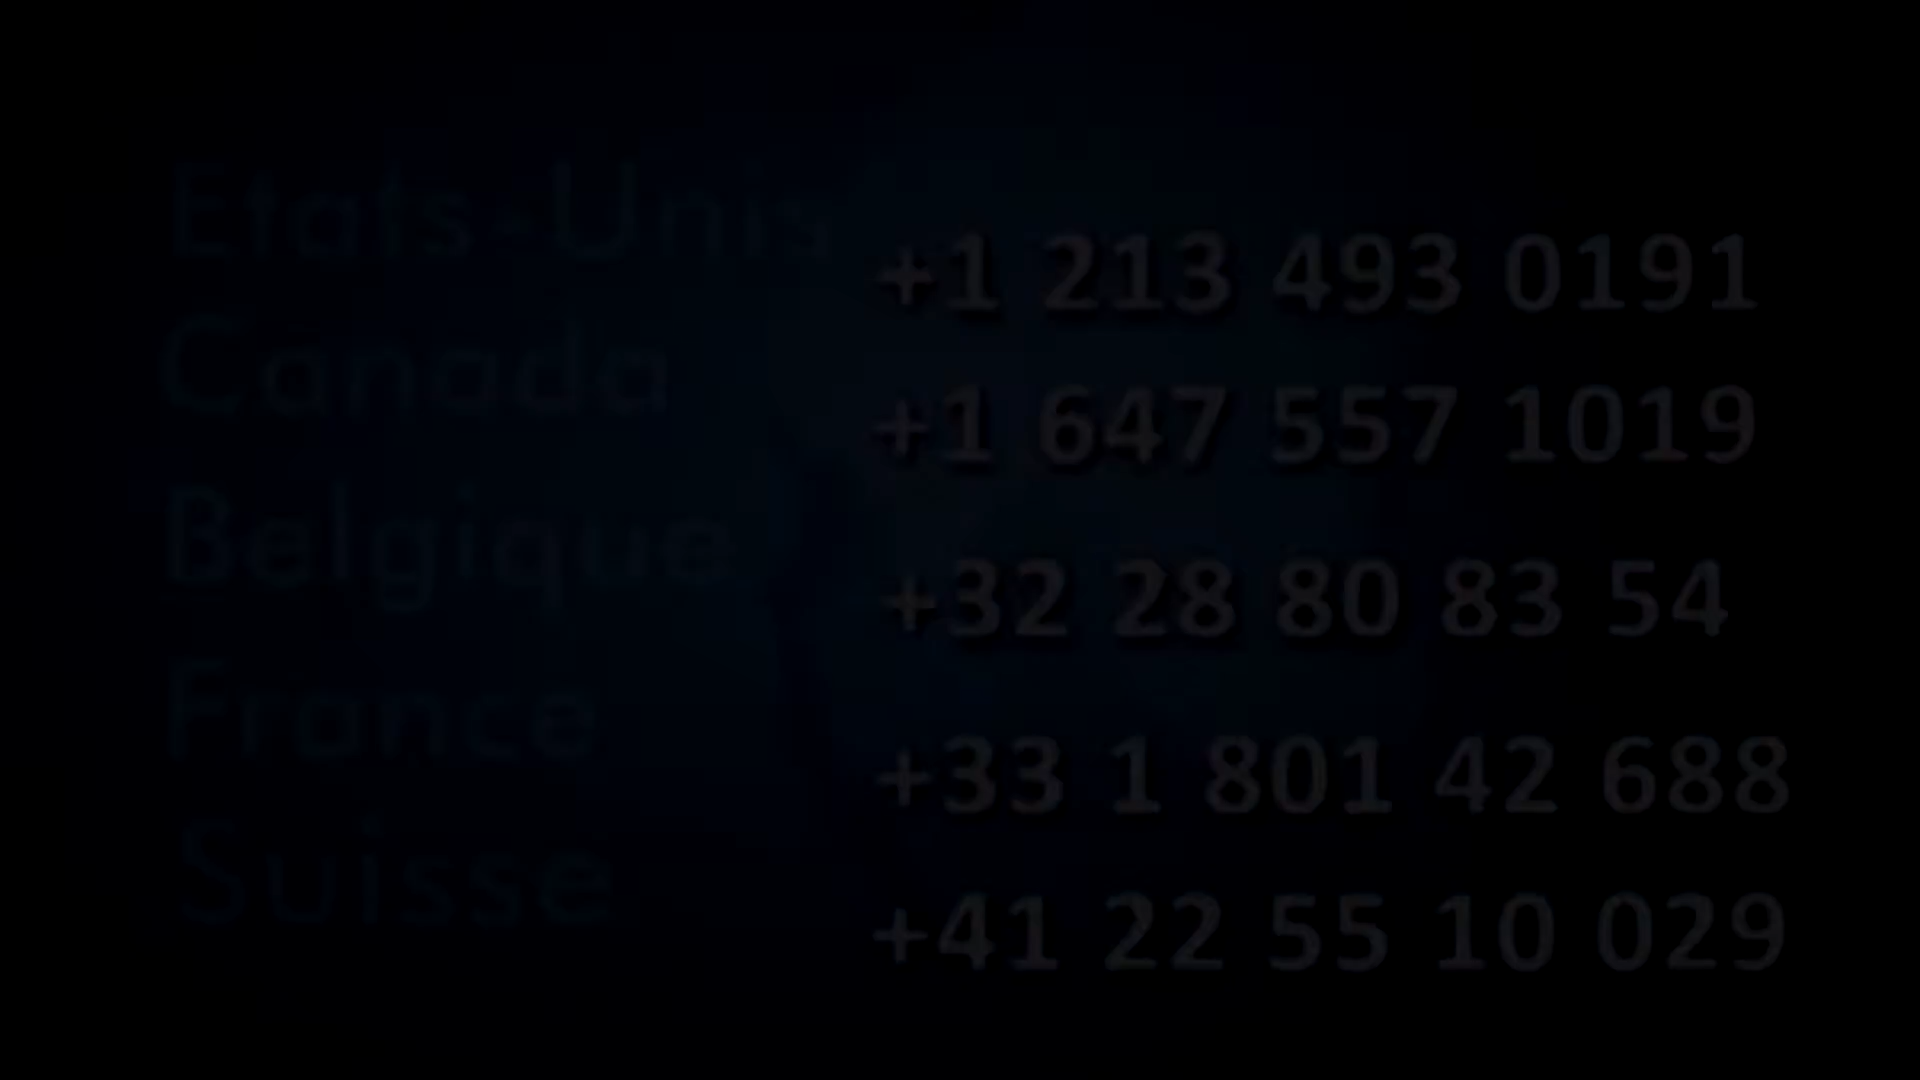 Etats-Unis +1 213 493 0191
Canada +1 647 557 1019
Belgique +32 28 80 83 54
France +33 1 801 42 688
Suisse +41 22 55 10 029